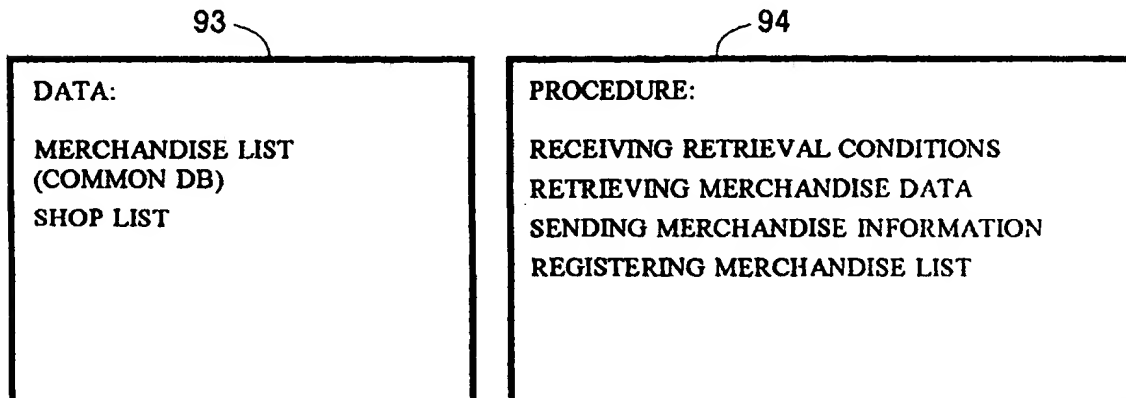 93
94
DATA:
MERCHANDISE LIST
(COMMON DB)
SHOP LIST
PROCEDURE:
RECEIVING RETRIEVAL CONDITIONS
RETRIEVING MERCHANDISE DATA
SENDING MERCHANDISE INFORMATION
REGISTERING MERCHANDISE LIST